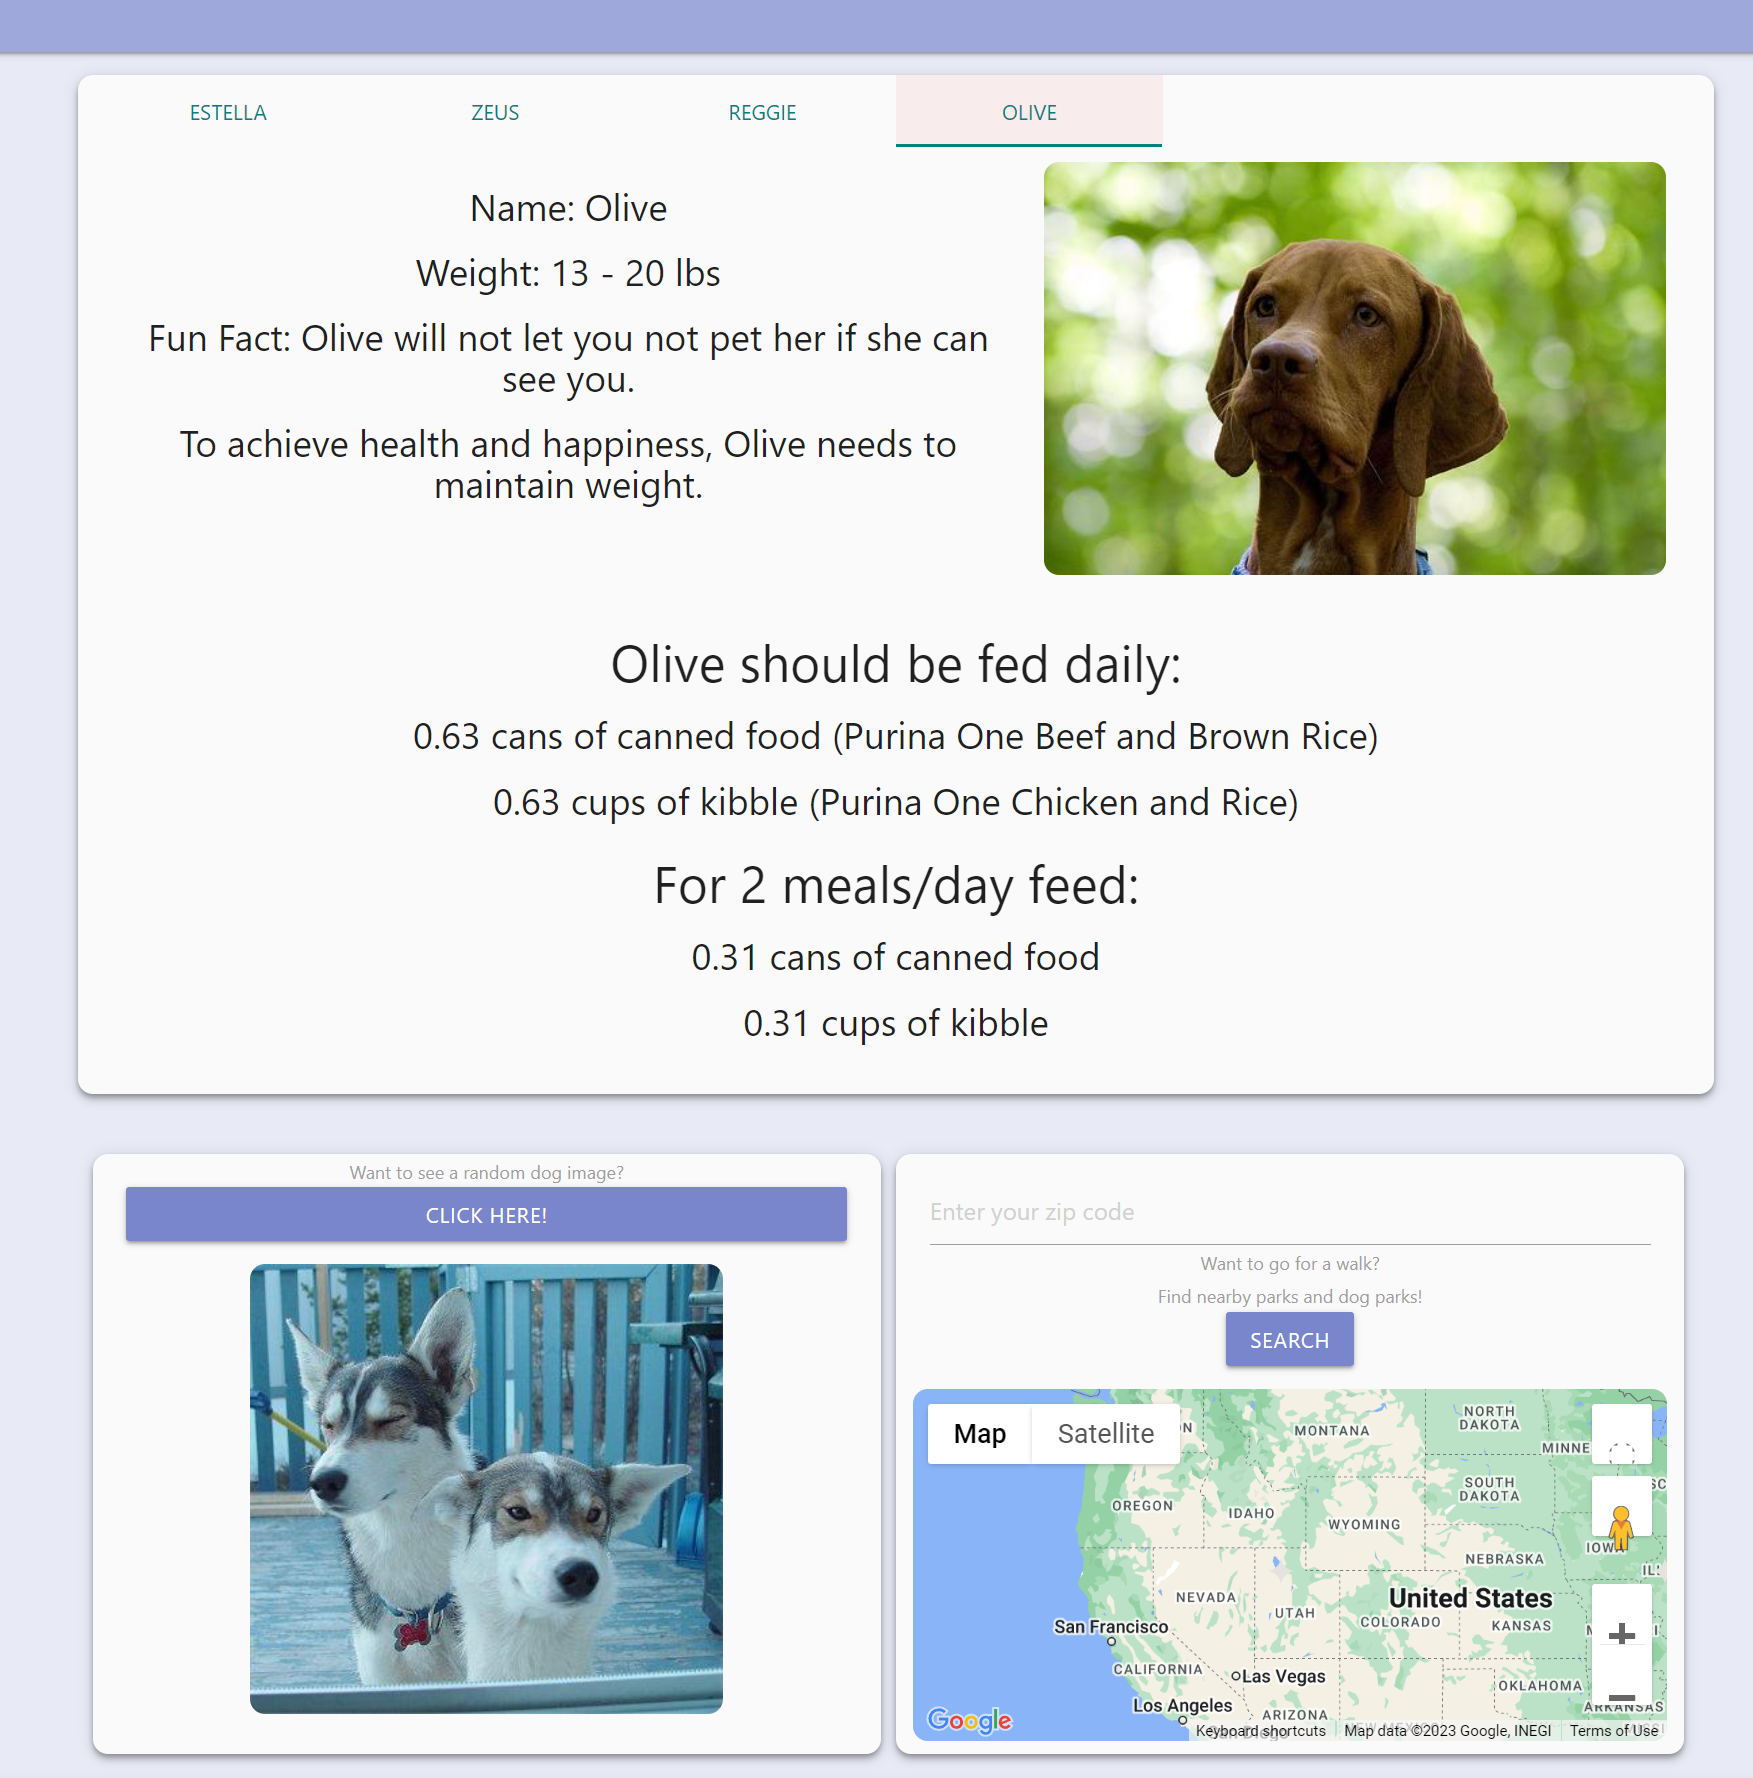 ESTELLA
ZEUS
REGGIE
OLIVE
Name: Olive
Weight: 13 - 20 lbs
Fun Fact: Olive will not let you not pet her if she can
see you.
To achieve health and happiness, Olive needs to
maintain weight.
Olive should be fed daily:
0.63 cans of canned food (Purina One Beef and Brown Rice)
0.63 cups of kibble (Purina One Chicken and Rice)
For 2 meals/day feed:
0.31 cans of canned food
0.31 cups of kibble
Want to see a random dog image?
CLICK HERE!
Enter your zip code
Want to go for a walk?
Find nearby parks and dog parks!
SEARCH
Map
Satellite
MONTANA
NORTH
DAKOTA
MINNE
OREGON
IDAHO
WYOMING
SOUTH
DAKOTA
SC
IOWA
NEBRASKA
IL
NEVADA
UTAH
United States
COLORADO
KANSAS
San Francisco
CALIFORNIA
Las Vegas
OKLAHOMA
Los Angeles
ARIZONA
ARKANSAS
San Diego
NEW MEXICO
Google
Keyboard shortcuts
Map data ©2023 Google, INEGI
Terms of Use